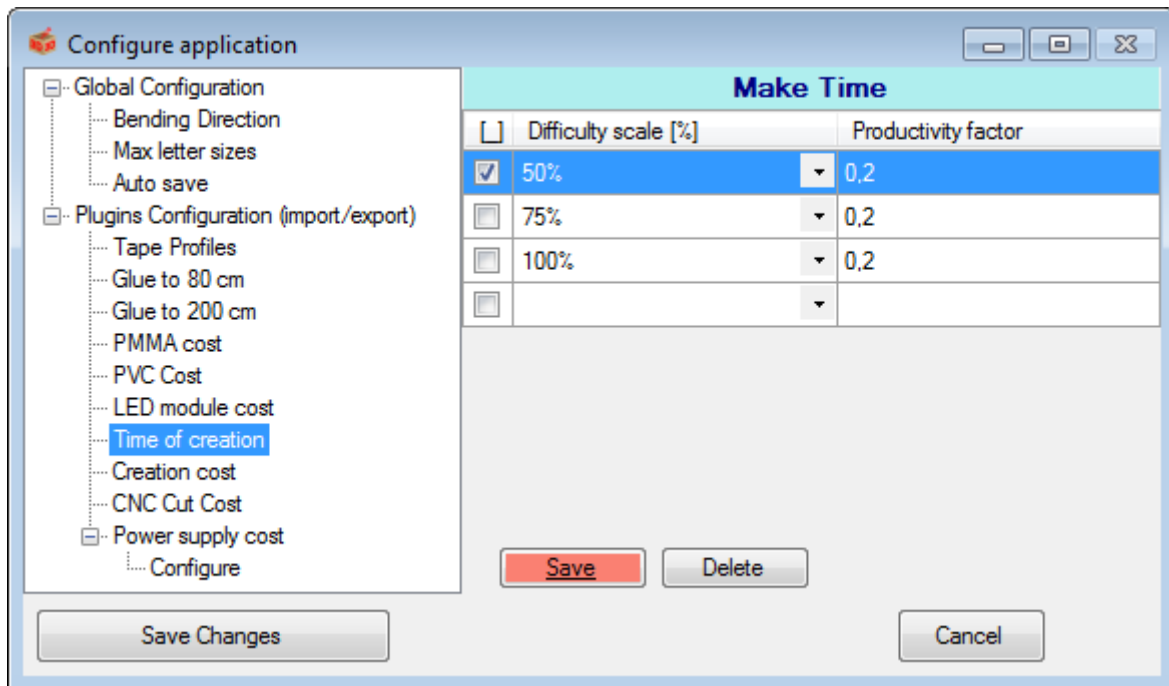 Configure application
Global Configuration
Bending Direction
Max letter sizes
Auto save
Plugins Configuration (import/export)
Tape Profiles
Glue to 80 cm
Glue to 200 cm
PMMA cost
PVC Cost
LED module cost
Time of creation
Creation cost
CNC Cut Cost
Power supply cost
Configure
Make Time
[_] Difficulty scale [%] Productivity factor
50% 0,2
75% 0,2
100% 0,2
Save Delete
Save Changes Cancel